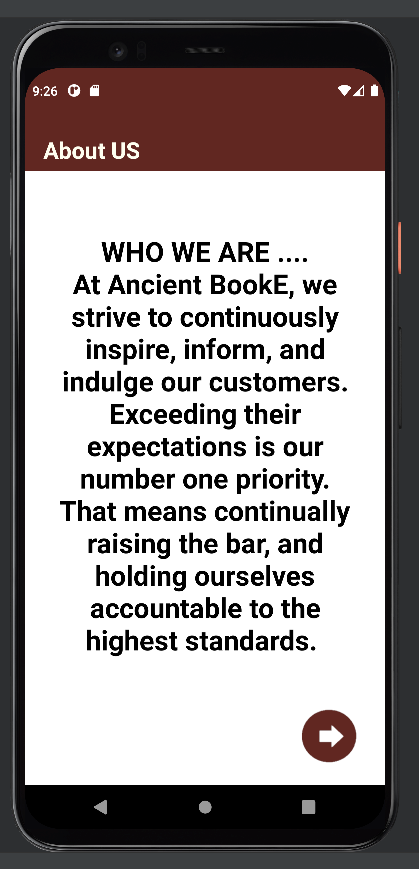 9:26
About US
WHO WE ARE ....
At Ancient BookE, we
strive to continuously
inspire, inform, and
indulge our customers.
Exceeding their
expectations is our
number one priority.
That means continually
raising the bar, and
holding ourselves
accountable to the
highest standards.